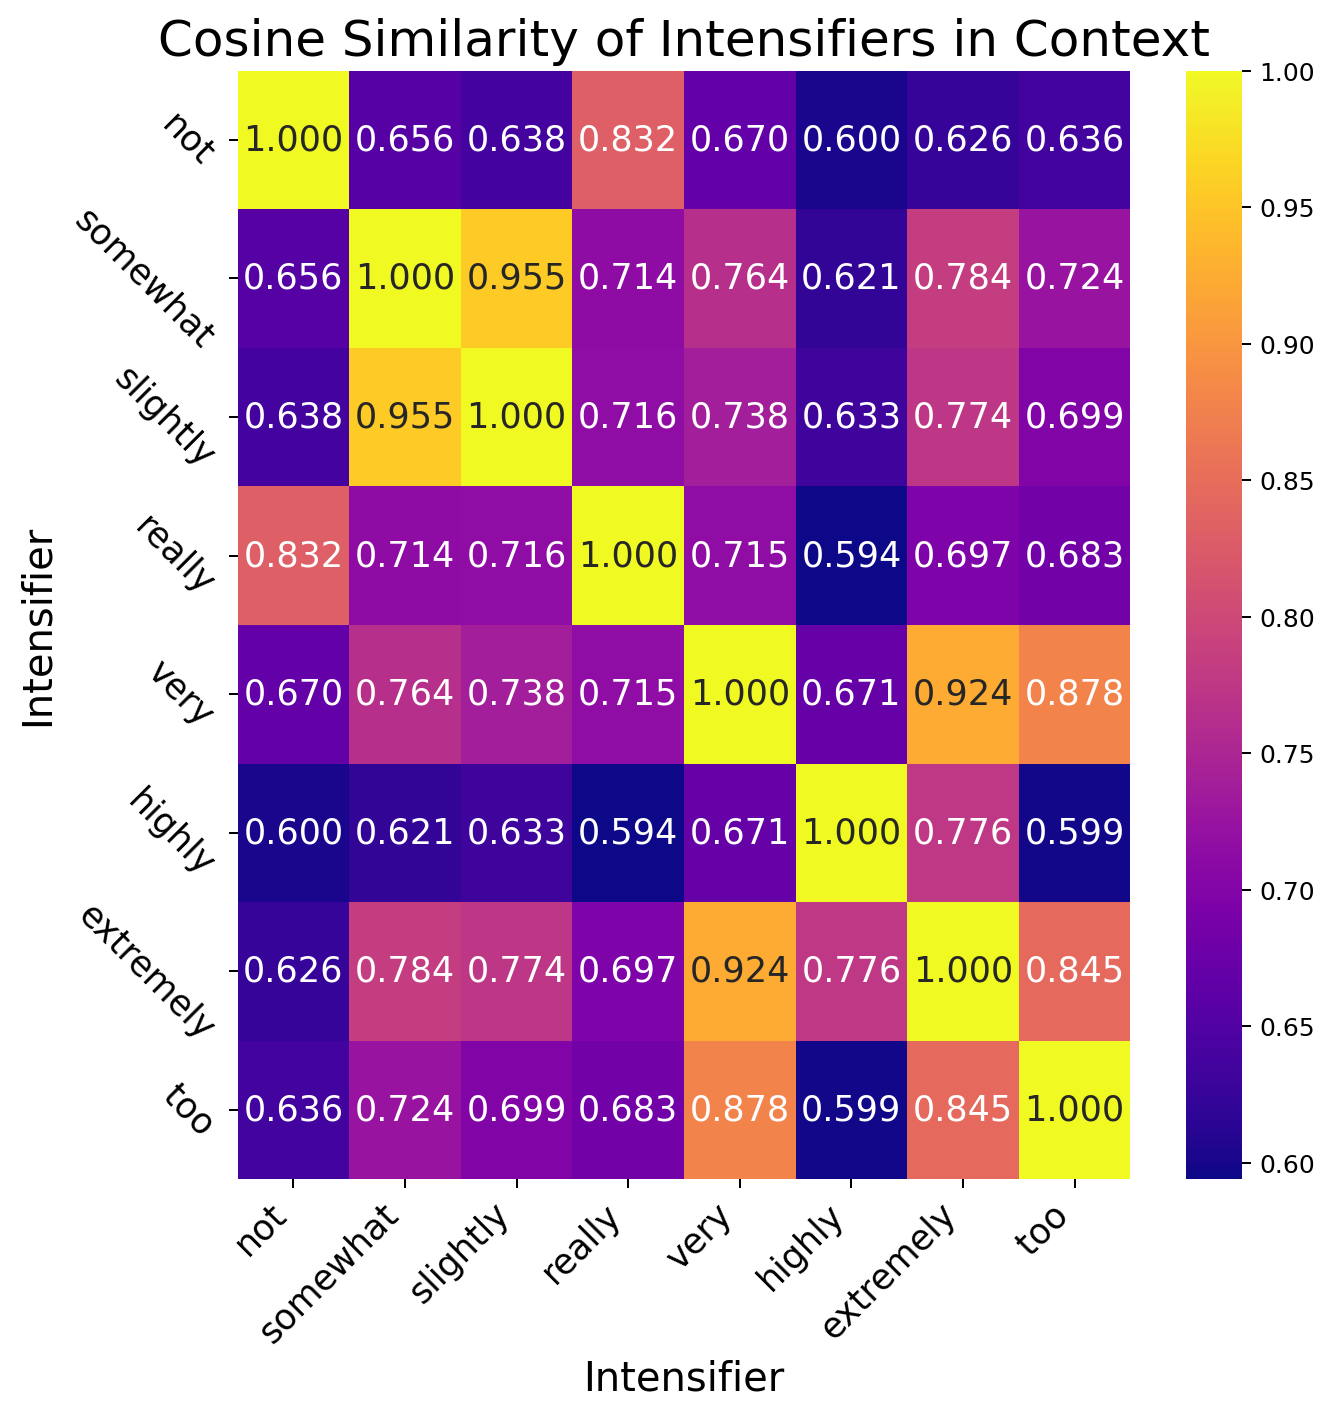 Cosine Similarity of Intensifiers in Context
not 1.000 0.656 0.638 0.832 0.670 0.600 0.626 0.636
somewhat 0.656 1.000 0.955 0.714 0.764 0.621 0.784 0.724
slightly 0.638 0.955 1.000 0.716 0.738 0.633 0.774 0.699
really 0.832 0.714 0.716 1.000 0.715 0.594 0.697 0.683
very 0.670 0.764 0.738 0.715 1.000 0.671 0.924 0.878
highly 0.600 0.621 0.633 0.594 0.671 1.000 0.776 0.599
extremely 0.626 0.784 0.774 0.697 0.924 0.776 1.000 0.845
too 0.636 0.724 0.699 0.683 0.878 0.599 0.845 1.000
not somewhat slightly really very highly extremely too
Intensifier
Intensifier
1.00
0.95
0.90
0.85
0.80
0.75
0.70
0.65
0.60